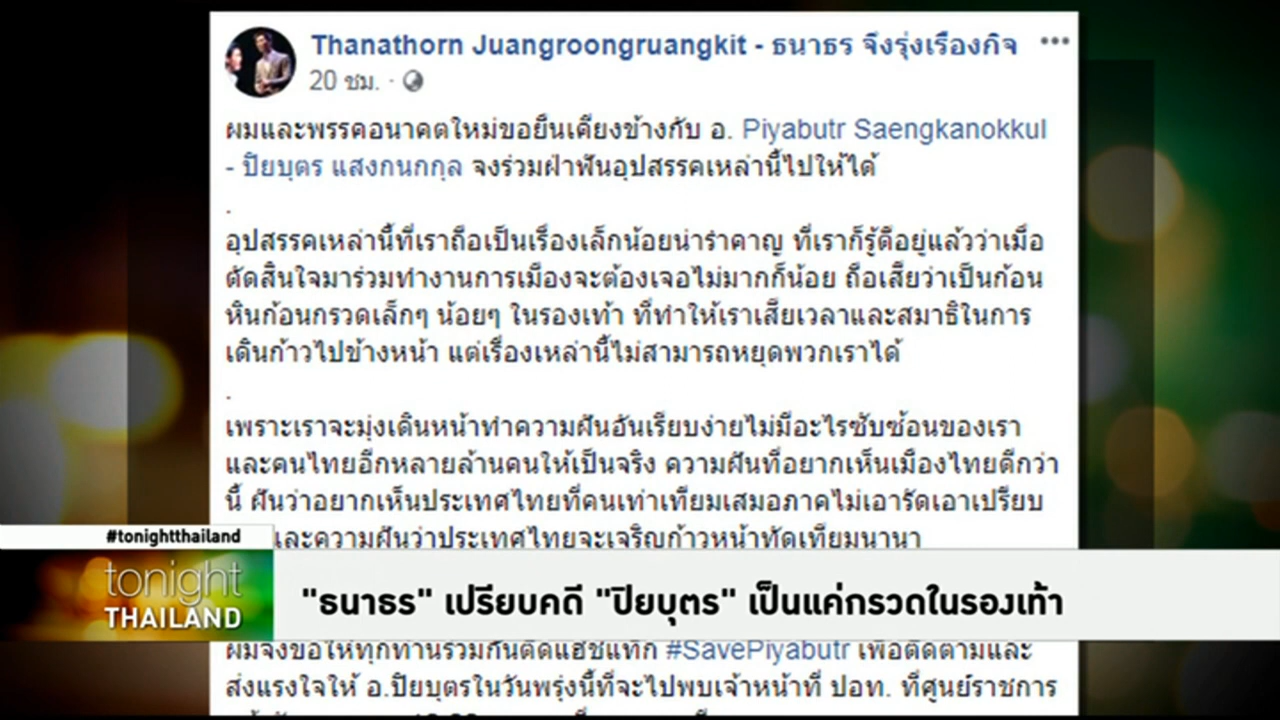 Thanathorn Juangroongruangkit - ธนาธร จึงรุ่งเรืองกิจ
20 ชม. ·
ผมและพรรคอนาคตใหม่ขอยืนเคียงข้างกับ อ. Piyabutr Saengkanokkul
- ปิยบุตร แสงกนกกุล จงร่วมฝ่าฟันอุปสรรคเหล่านี้ไปให้ได้
.
อุปสรรคเหล่านี้ที่เราถือเป็นเรื่องเล็กน้อยน่ารำคาญ ที่เราก็รู้ดีอยู่แล้วว่าเมื่อ
ตัดสินใจมาร่วมทำงานการเมืองจะต้องเจอไม่มากก็น้อย ถือเสียว่าเป็นก้อน
หินก้อนกรวดเล็กๆ น้อยๆ ในรองเท้า ที่ทำให้เราเสียเวลาและสมาธิในการ
เดินก้าวไปข้างหน้า แต่เรื่องเหล่านี้ไม่สามารถหยุดพวกเราได้
.
เพราะเราจะมุ่งเดินหน้าทำความฝันอันเรียบง่ายไม่มีอะไรซับซ้อนของเรา
และคนไทยอีกหลายล้านคนให้เป็นจริง ความฝันที่อยากเห็นเมืองไทยดีกว่า
นี้ ฝันว่าอยากเห็นประเทศไทยที่คนเท่าเทียมเสมอภาคไม่เอารัดเอาเปรียบ
และความฝันว่าประเทศไทยจะเจริญก้าวหน้าทัดเทียมนานา
#tonightthailand
tonight
THAILAND
"ธนาธร" เปรียบคดี "ปิยบุตร" เป็นแค่กรวดในรองเท้า
ผมจึงขอให้ทุกท่านร่วมกันติดแฮชแท็ก #SavePiyabutr เพื่อติดตามและ
ส่งแรงใจให้ อ.ปิยบุตรในวันพรุ่งนี้ที่จะไปพบเจ้าหน้าที่ ปอท. ที่ศูนย์ราชการ